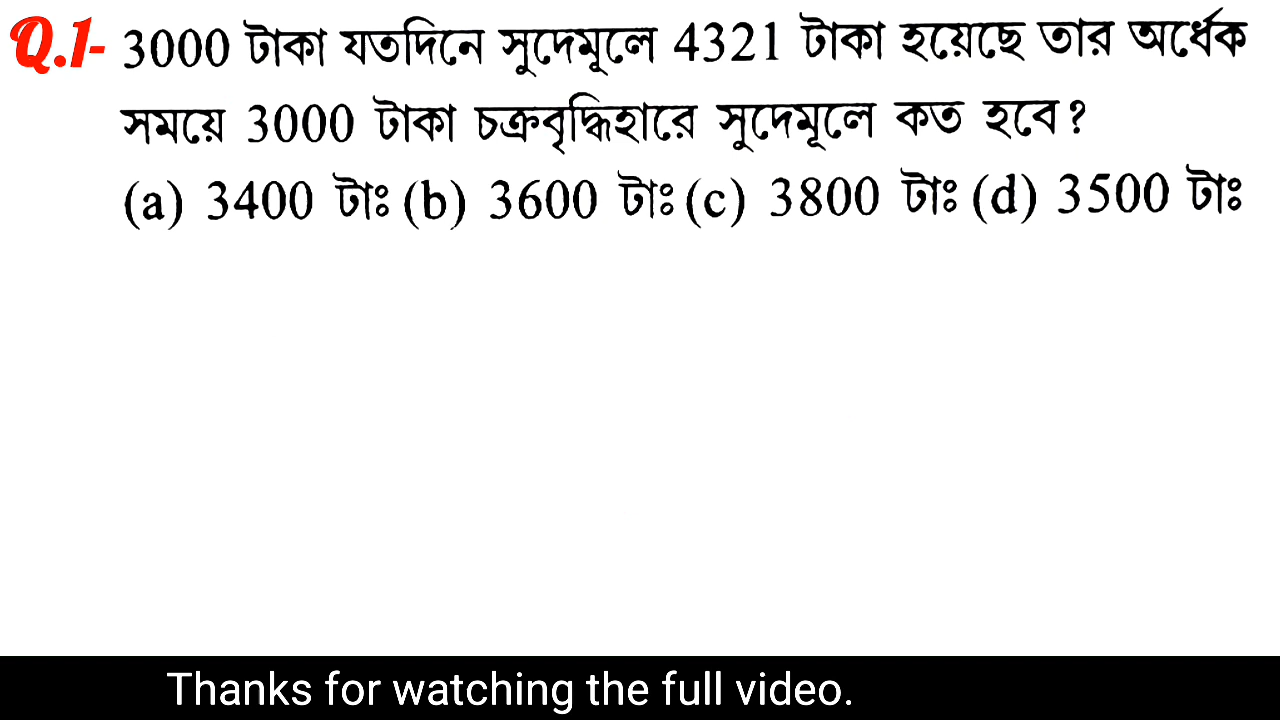 Q.1- 3000 টাকা যতদিনে সুদেমূলে 4321 টাকা হয়েছে তার অর্ধেক
সময়ে 3000 টাকা চক্রবৃদ্ধিহারে সুদেমূলে কত হবে?
(a) 3400 টাঃ (b) 3600 টাঃ (c) 3800 টাঃ (d) 3500 টাঃ
Thanks for watching the full video.